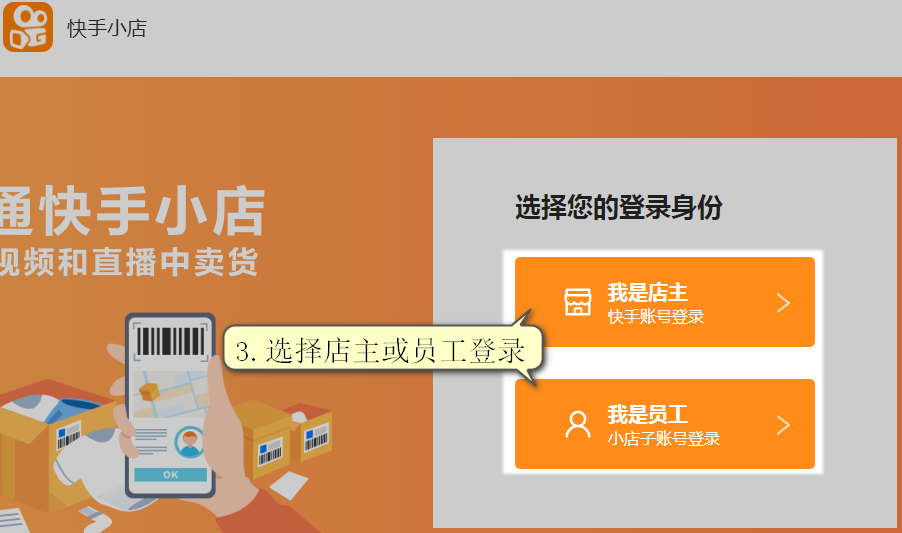 快手小店
通快手小店
视频和直播中卖货
选择您的登录身份
我是店主
快手账号登录
3.选择店主或员工登录
我是员工
小店子账号登录
OK